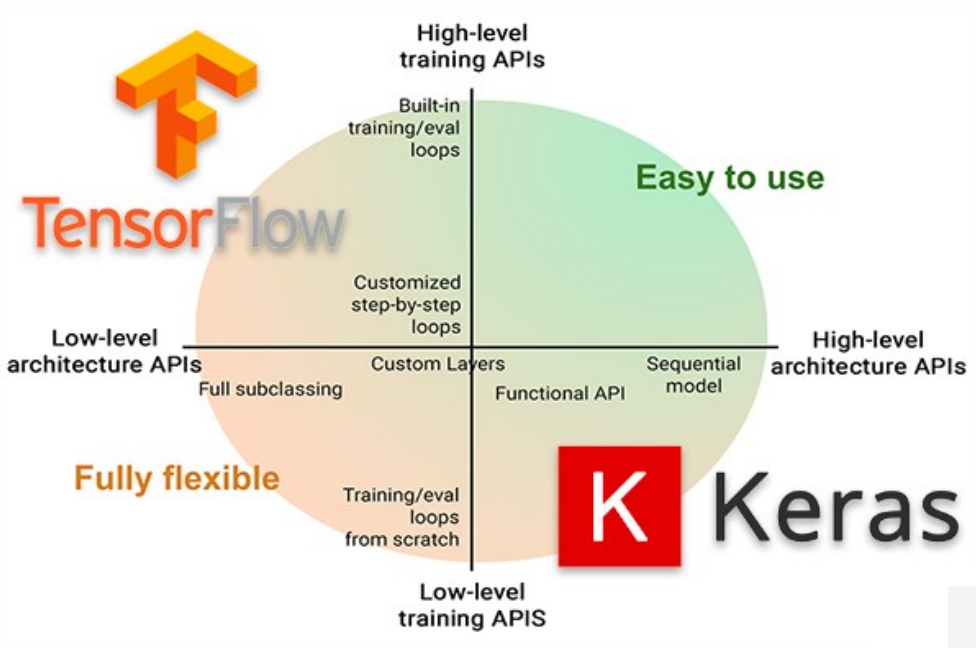 High-level
training APIs
Built-in
training/eval
loops
Easy to use
TensorFlow
Customized
step-by-step
loops
Low-level
architecture APIs
High-level
architecture APIs
Custom Layers
Sequential
model
Full subclassing
Functional API
Fully flexible
K Keras
Training/eval
loops
from scratch
Low-level
training APIS